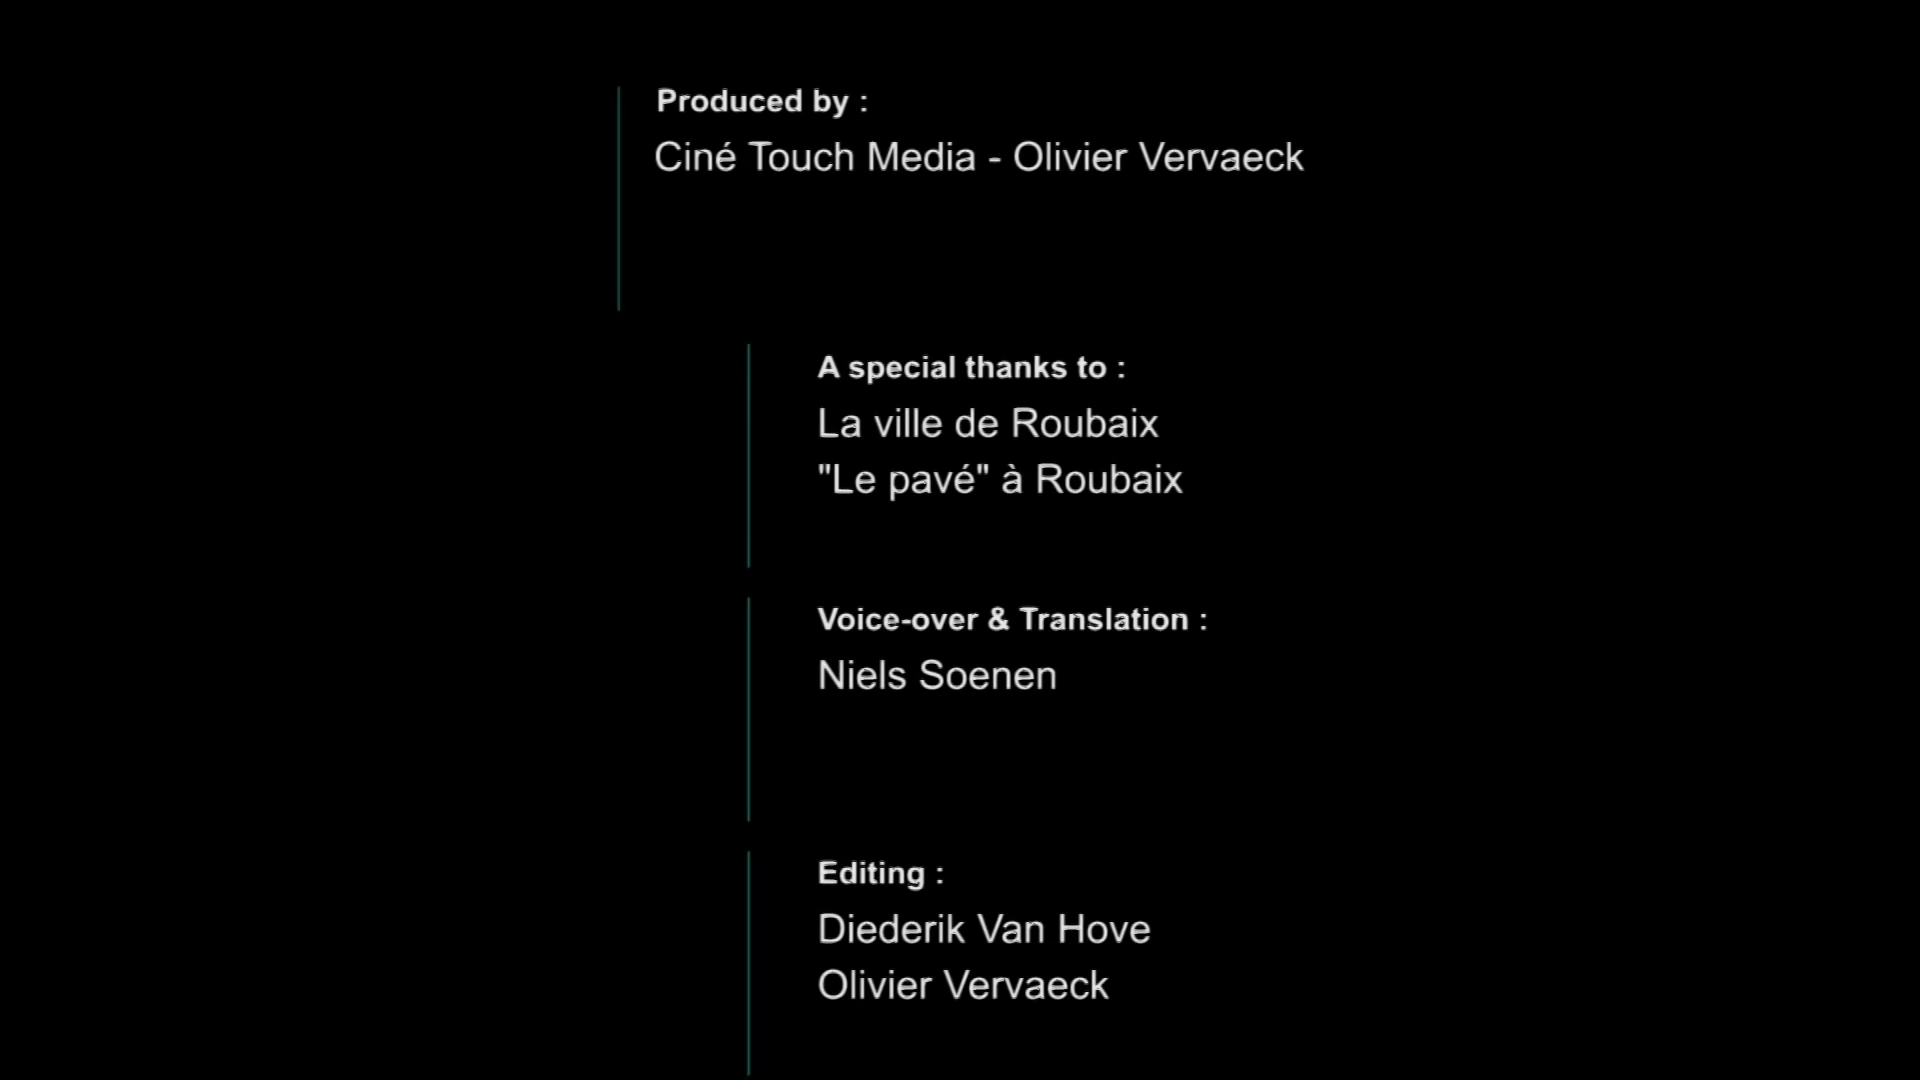 Produced by :
Ciné Touch Media - Olivier Vervaeck
A special thanks to :
La ville de Roubaix
"Le pavé" à Roubaix
Voice-over & Translation :
Niels Soenen
Editing :
Diederik Van Hove
Olivier Vervaeck